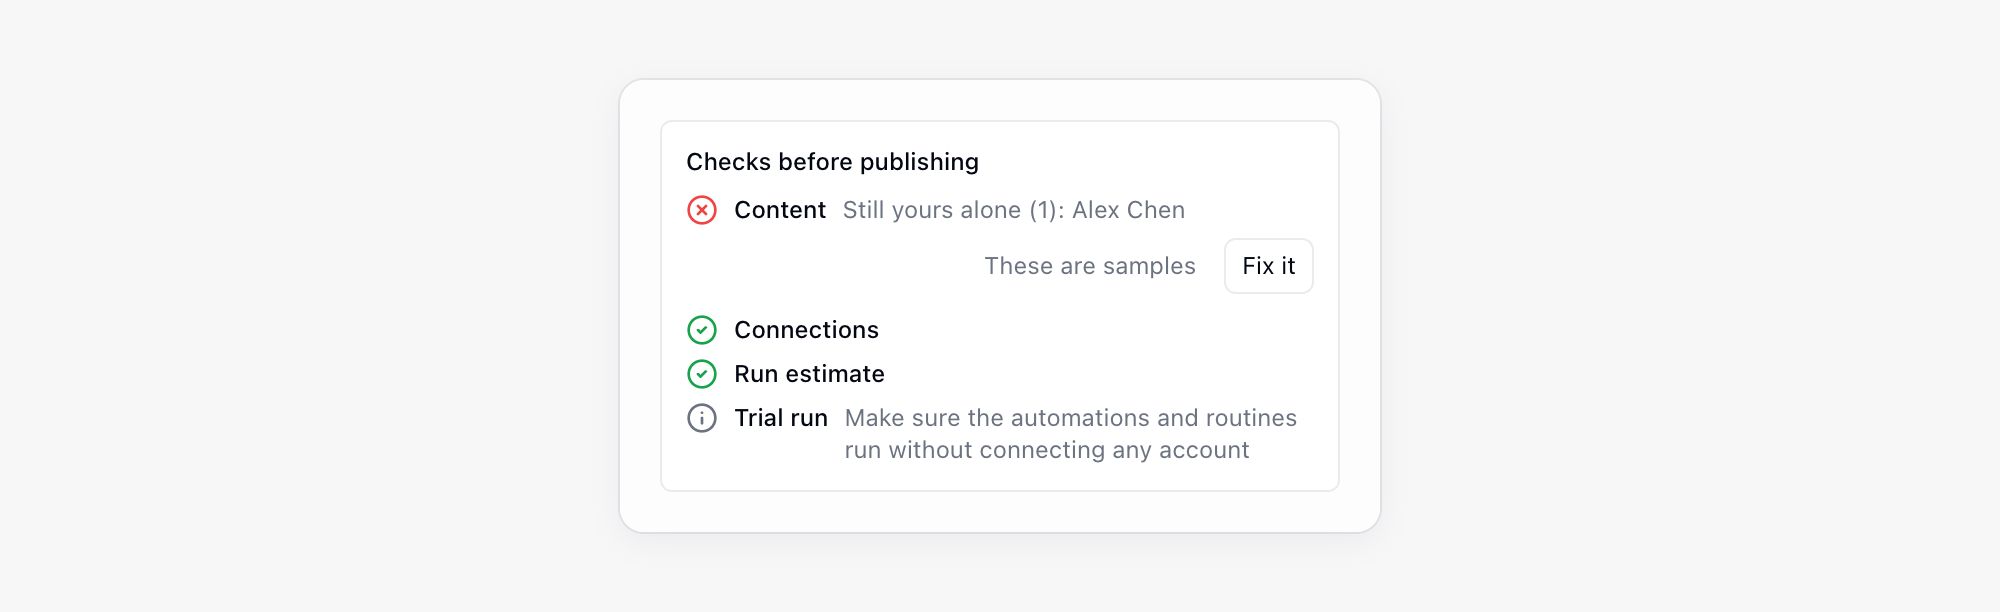 Checks before publishing
Content Still yours alone (1): Alex Chen
These are samples Fix it
Connections
Run estimate
Trial run Make sure the automations and routines
run without connecting any account